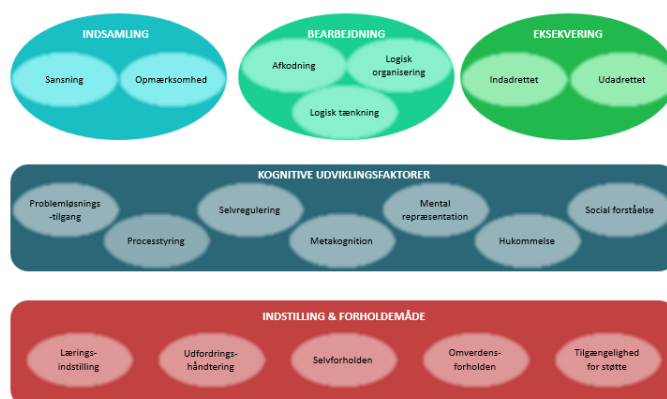 INDSAMLING
Sansning
Opmærksomhed
BEARBEJDNING
Afkodning
Logisk
organisering
Logisk tænkning
EKSEKVERING
Indadrettet
Udadrettet
KOGNITIVE UDVIKLINGSFAKTORER
Problemløsnings
-tilgang
Processtyring
Selvregulering
Metakognition
Mental
repræsentation
Hukommelse
Social forståelse
INDSTILLING & FORHOLDEMÅDE
Lærings-
indstilling
Udfordrings-
håndtering
Selvforholden
Omverdens-
forholden
Tilgængelighed
for støtte